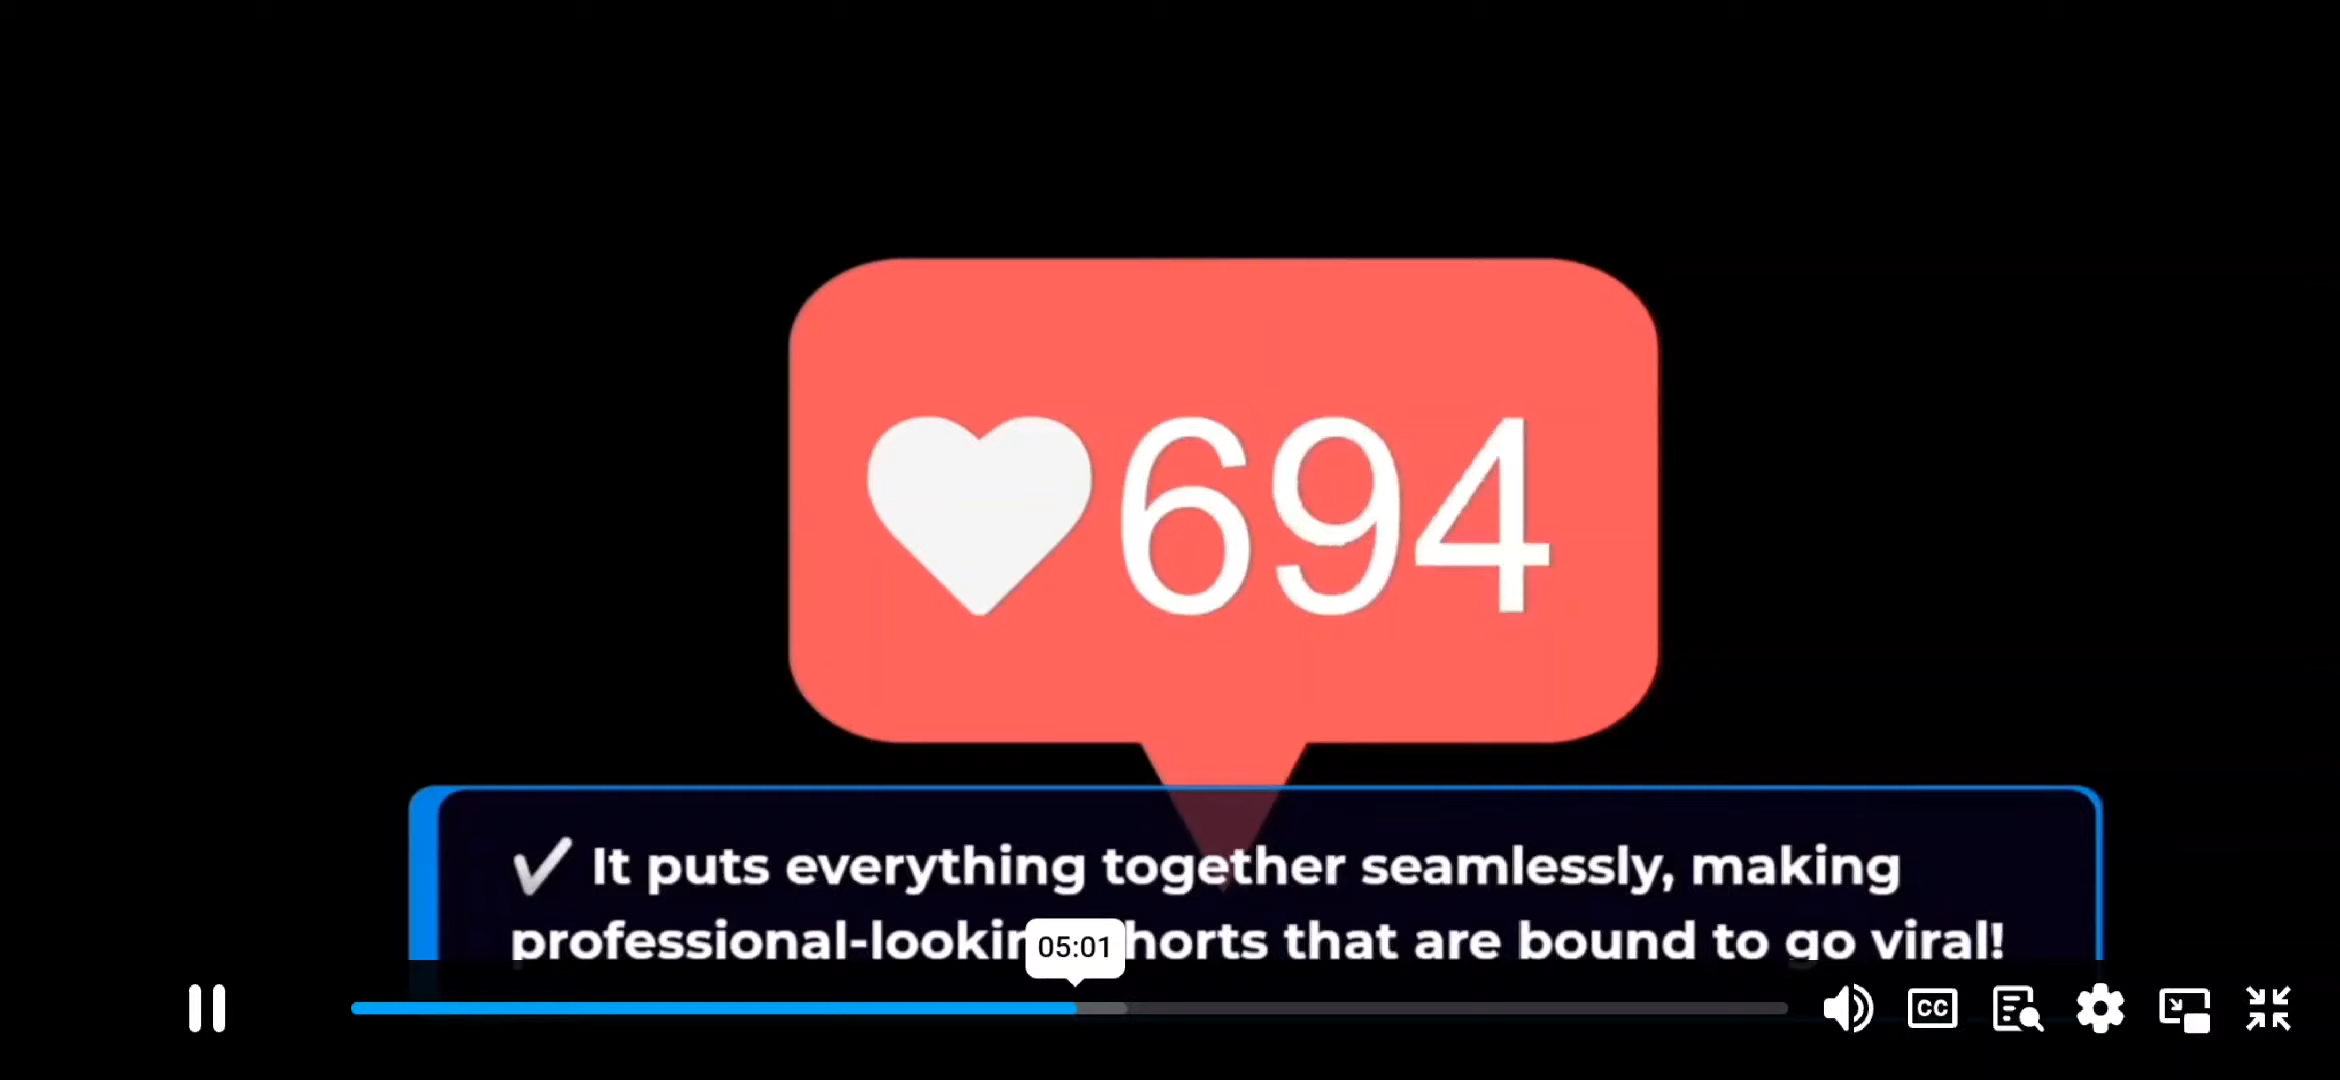 694
✔ It puts everything together seamlessly, making
professional-lookin horts that are bound to go viral!
05:01
CC